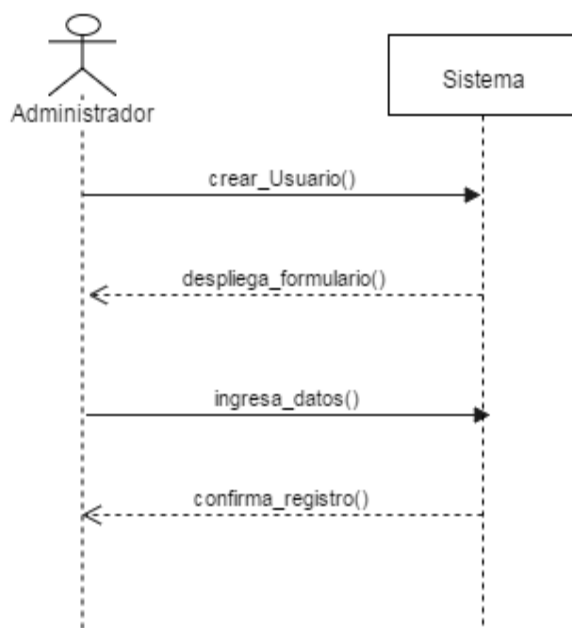 Sistema
Administrador
crear_Usuario()
despliega_formulario()
ingresa_datos()
confirma_registro()